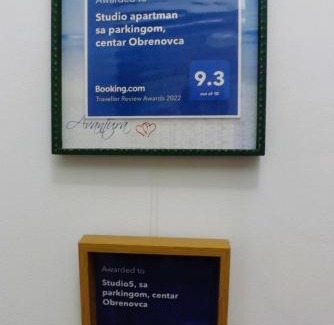 Awarded to
Studio apartman
sa parkingom,
centar Obrenovca
Booking.com
9.3
Traveller Review Awards 2022
out of 10
Avantura
Awarded to
Studio5, sa
parkingom, centar
Obrenovca